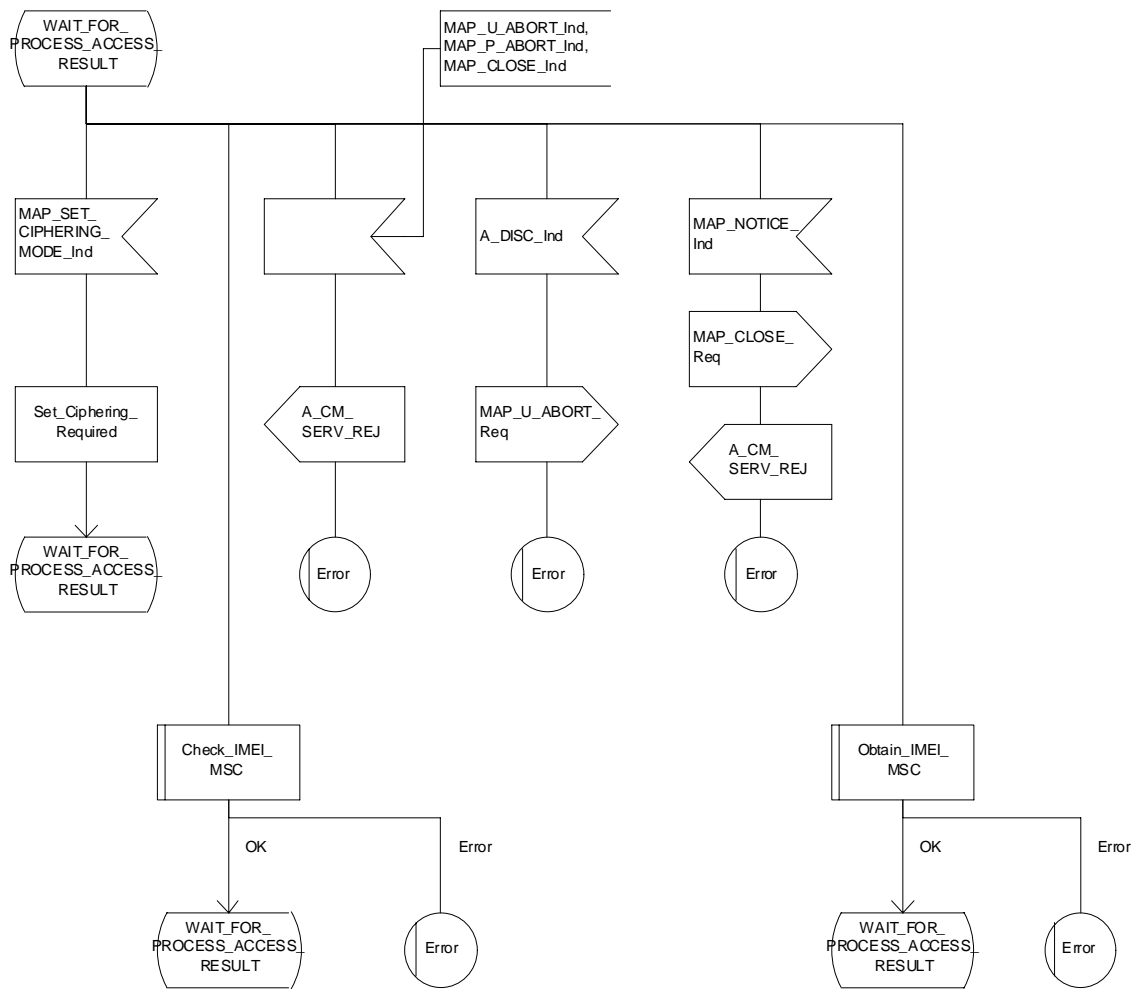 WAIT_FOR_
PROCESS_ACCESS_
RESULT
MAP_U_ABORT_Ind,
MAP_P_ABORT_Ind,
MAP_CLOSE_Ind
MAP_SET_
CIPHERING_
MODE_Ind
A_DISC_Ind
MAP_NOTICE_
Ind
MAP_CLOSE_
Req
Set_Ciphering_
Required
A_CM_
SERV_REJ
MAP_U_ABORT_
Req
A_CM_
SERV_REJ
WAIT_FOR_
PROCESS_ACCESS_
RESULT
Error
Error
Error
Check_IMEI_
MSC
Obtain_IMEI_
MSC
OK
Error
OK
Error
WAIT_FOR_
PROCESS_ACCESS_
RESULT
Error
WAIT_FOR_
PROCESS_ACCESS_
RESULT
Error